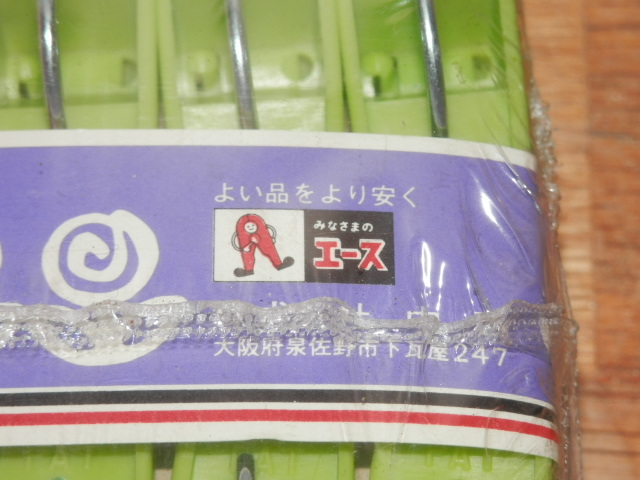 よい品をより安く
みなさまの
エース
大阪府泉佐野市下瓦屋247